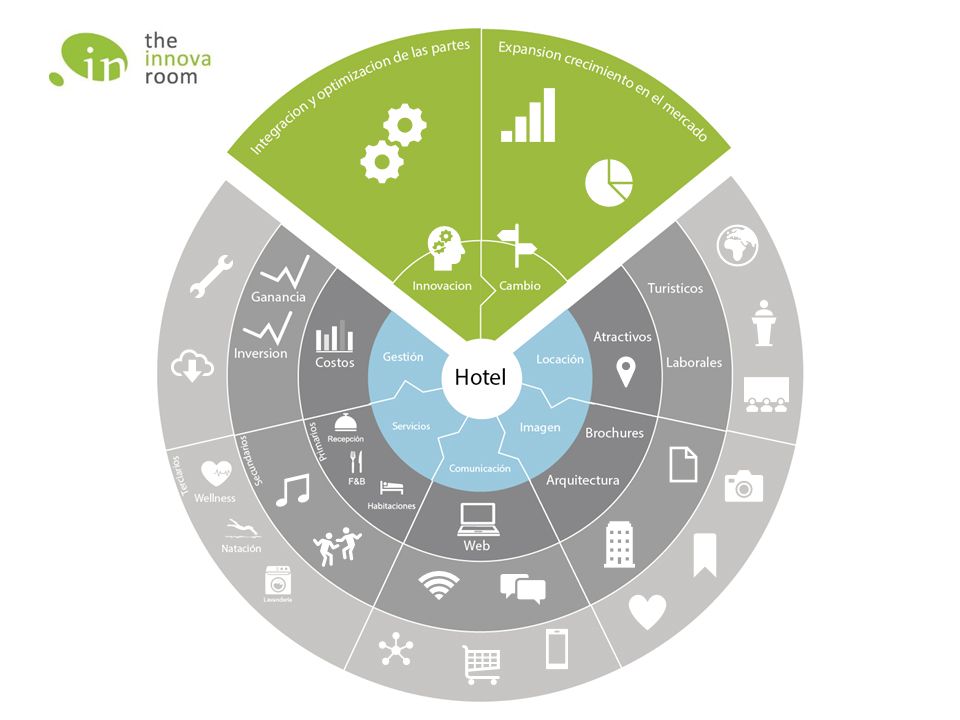 the
innova
room
.in
Integracion y optimizacion de las partes
Expansion crecimiento en el mercado
Innovacion
Cambio
Ganancia
Inversion
Costos
Gestión
Hotel
Locación
Atractivos
Turisticos
Laborales
Servicios
Imagen
Brochures
Comunicación
Arquitectura
Primarios
Recepción
F&B
Habitaciones
Secundarios
Terciarios
Wellness
Natación
Lavandería
Web